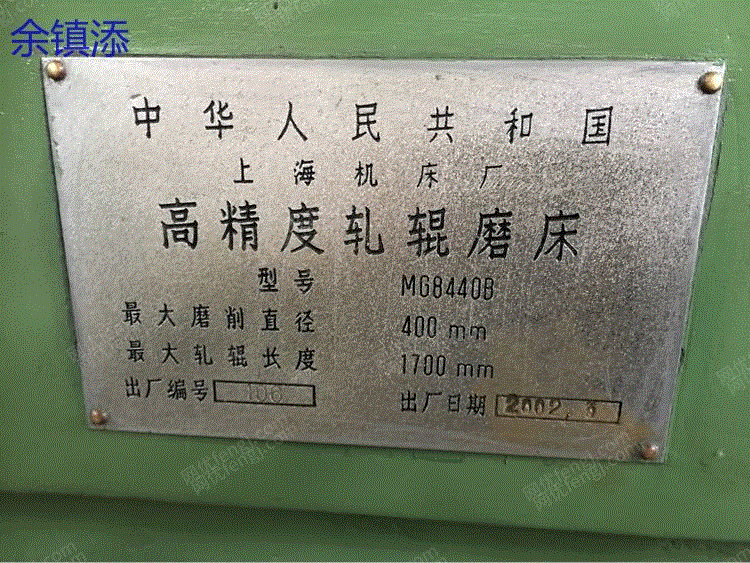 余镇添
中华人民共和国
上海机床厂
高精度轧辊磨床
型号 MG8440B
最大磨削直径 400 mm
最大轧辊长度 1700 mm
出厂编号 106 出厂日期 2002.